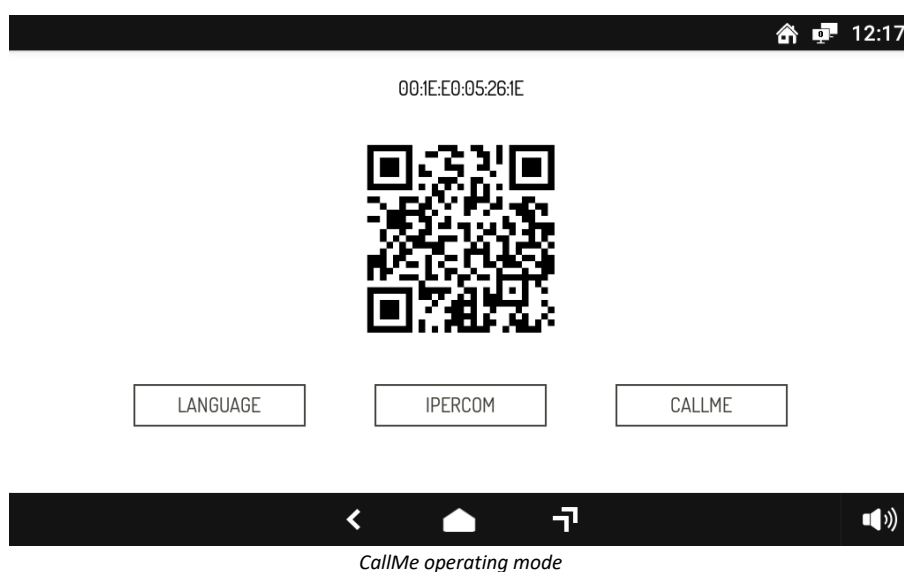 12:17
00:1E:E0:05:26:1E
LANGUAGE IPERCOM CALLME
CallMe operating mode